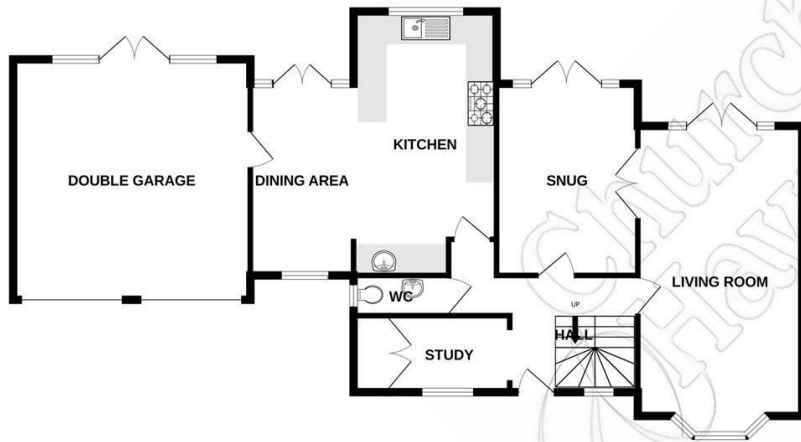 KITCHEN
DOUBLE GARAGE
DINING AREA
SNUG
LIVING ROOM
WC
UP
HALL
STUDY